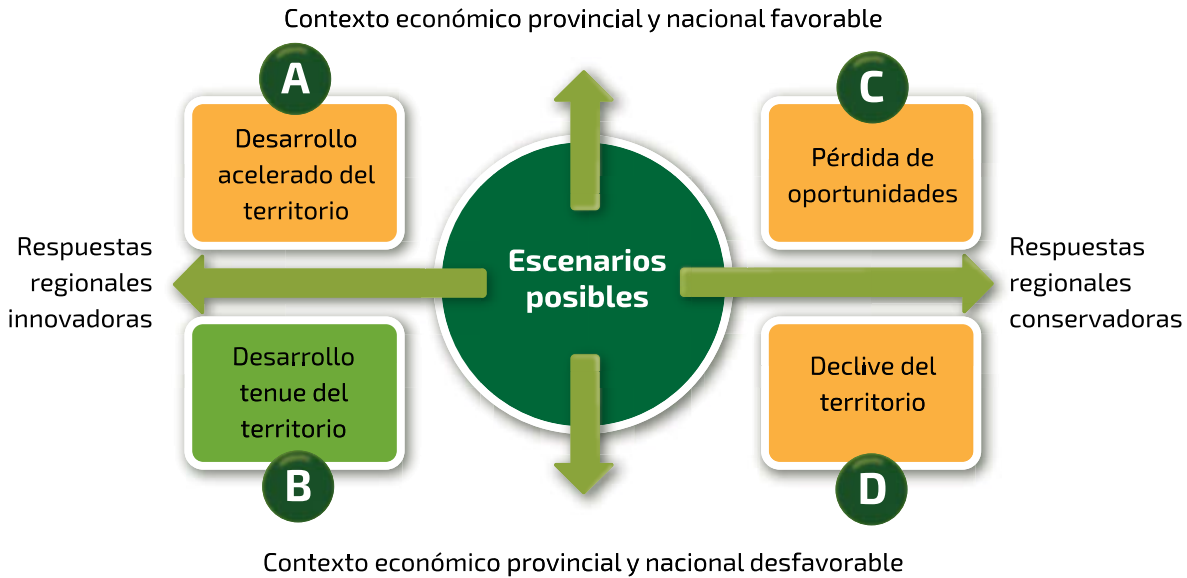 Contexto económico provincial y nacional favorable
A
Desarrollo
acelerado del
territorio
C
Pérdida de
oportunidades
Respuestas
regionales
innovadoras
Escenarios
posibles
Respuestas
regionales
conservadoras
Desarrollo
tenue del
territorio
B
Declive del
territorio
D
Contexto económico provincial y nacional desfavorable